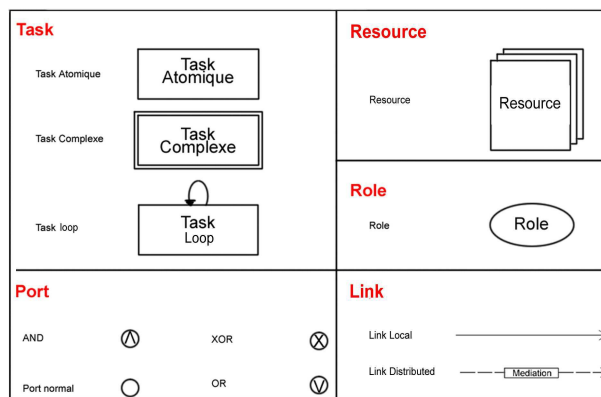 Task
Task Atomique
Task
Atomique
Task Complexe
Task
Complexe
Task loop
Task
Loop
Resource
Resource
Resource
Role
Role
Role
Port
AND
XOR
Port normal
OR
Link
Link Local
Link Distributed
Mediation